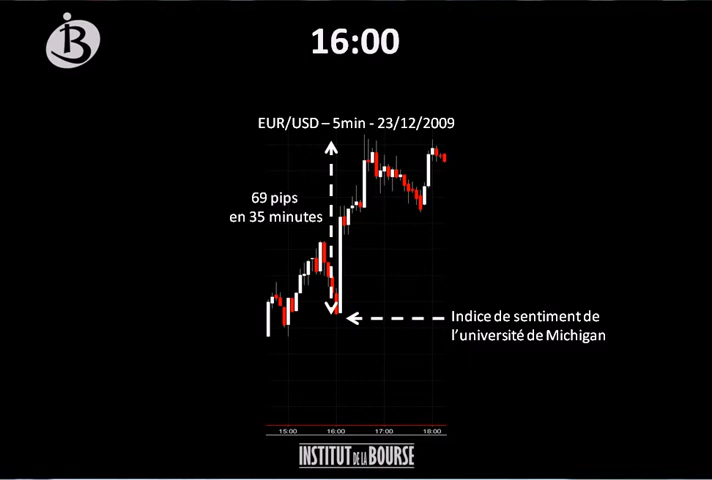 16:00
EUR/USD – 5min - 23/12/2009
69 pips
en 35 minutes
Indice de sentiment de
l’université de Michigan
15:00 16:00 17:00 18:00
INSTITUT DE LA BOURSE